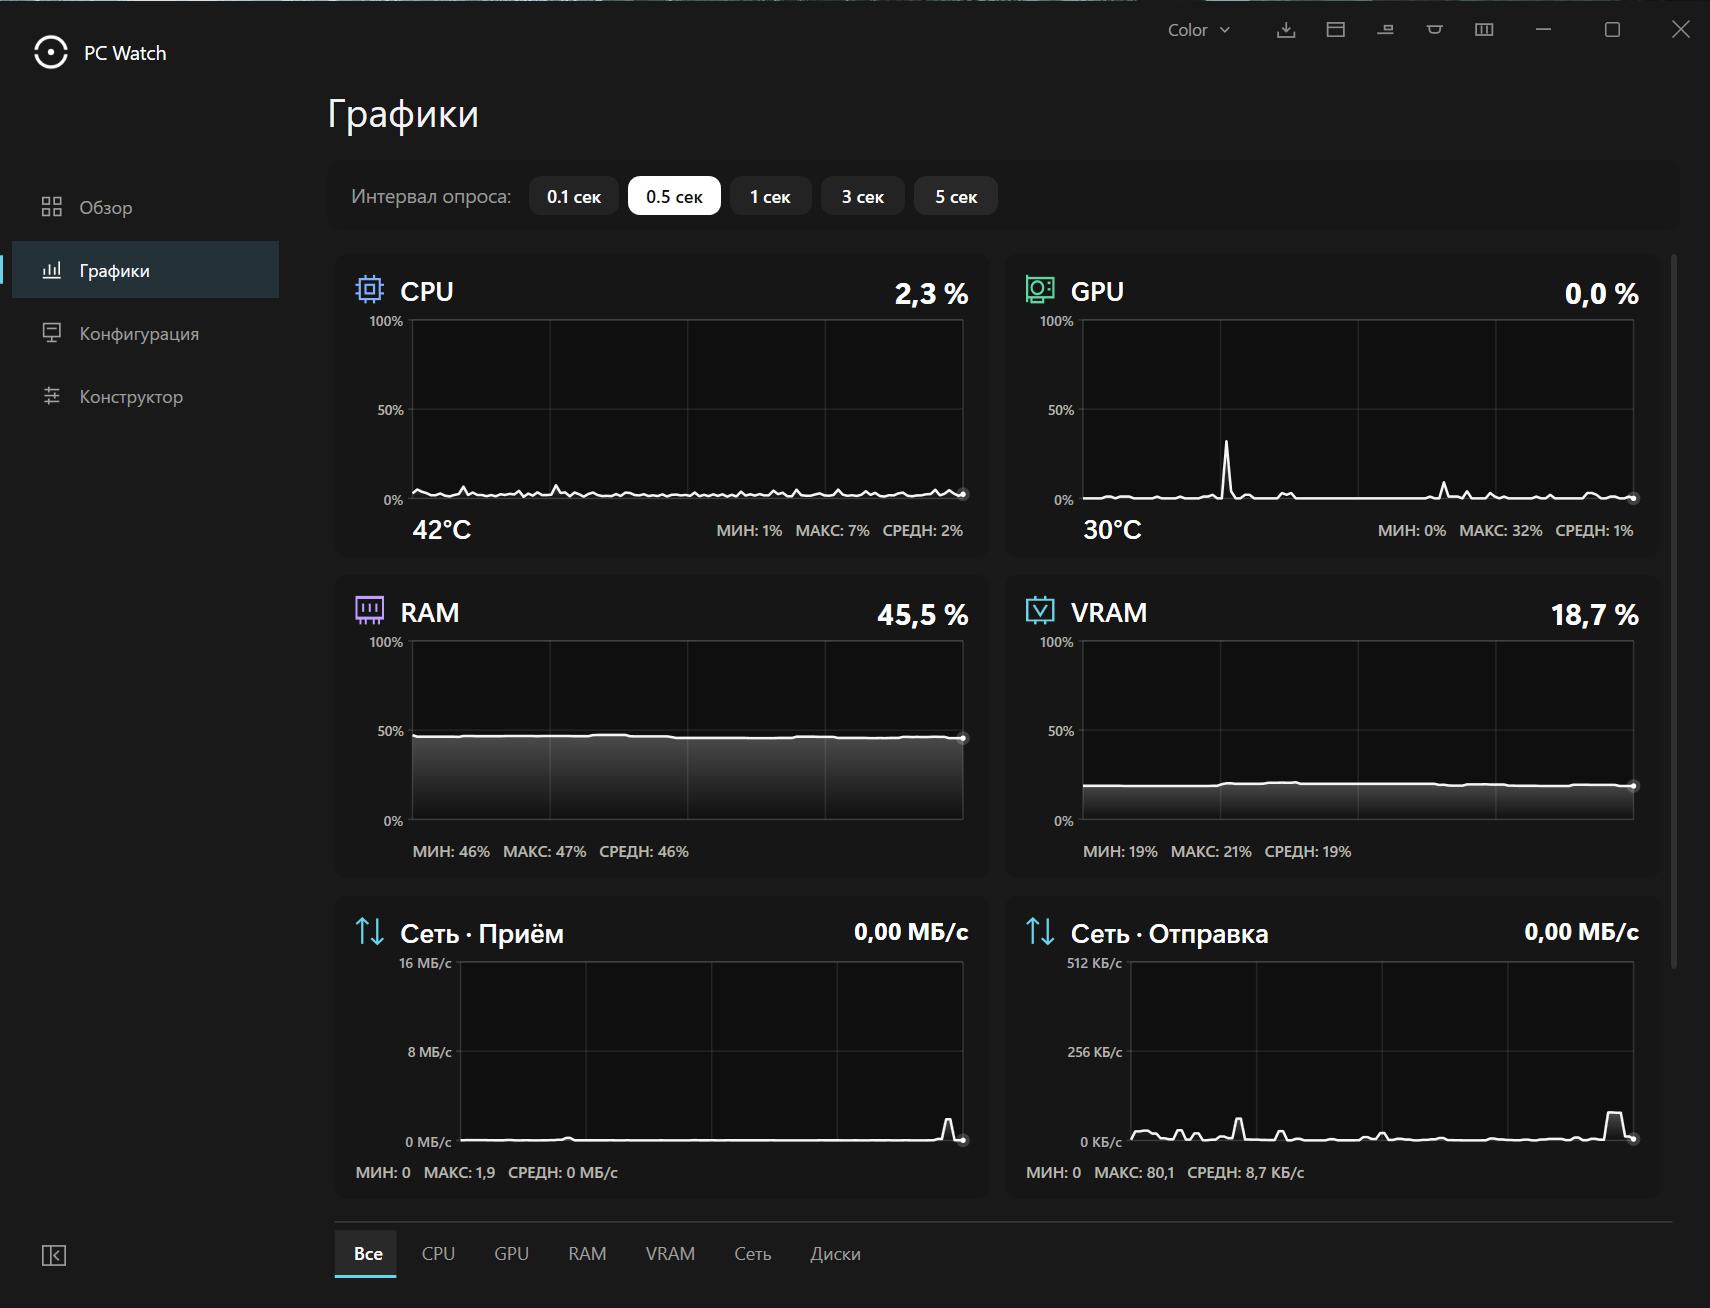 Color
PC Watch
Графики
Интервал опроса: 0.1 сек 0.5 сек 1 сек 3 сек 5 сек
Обзор
Графики
Конфигурация
Конструктор
CPU 2,3 %
100%
50%
0%
42°C МИН: 1% МАКС: 7% СРЕДН: 2%
GPU 0,0 %
100%
50%
0%
30°C МИН: 0% МАКС: 32% СРЕДН: 1%
RAM 45,5 %
100%
50%
0%
МИН: 46% МАКС: 47% СРЕДН: 46%
VRAM 18,7 %
100%
50%
0%
МИН: 19% МАКС: 21% СРЕДН: 19%
Сеть · Приём 0,00 МБ/с
16 МБ/с
8 МБ/с
0 МБ/с
МИН: 0 МАКС: 1,9 СРЕДН: 0 МБ/с
Сеть · Отправка 0,00 МБ/с
512 КБ/с
256 КБ/с
0 КБ/с
МИН: 0 МАКС: 80,1 СРЕДН: 8,7 КБ/с
Все CPU GPU RAM VRAM Сеть Диски